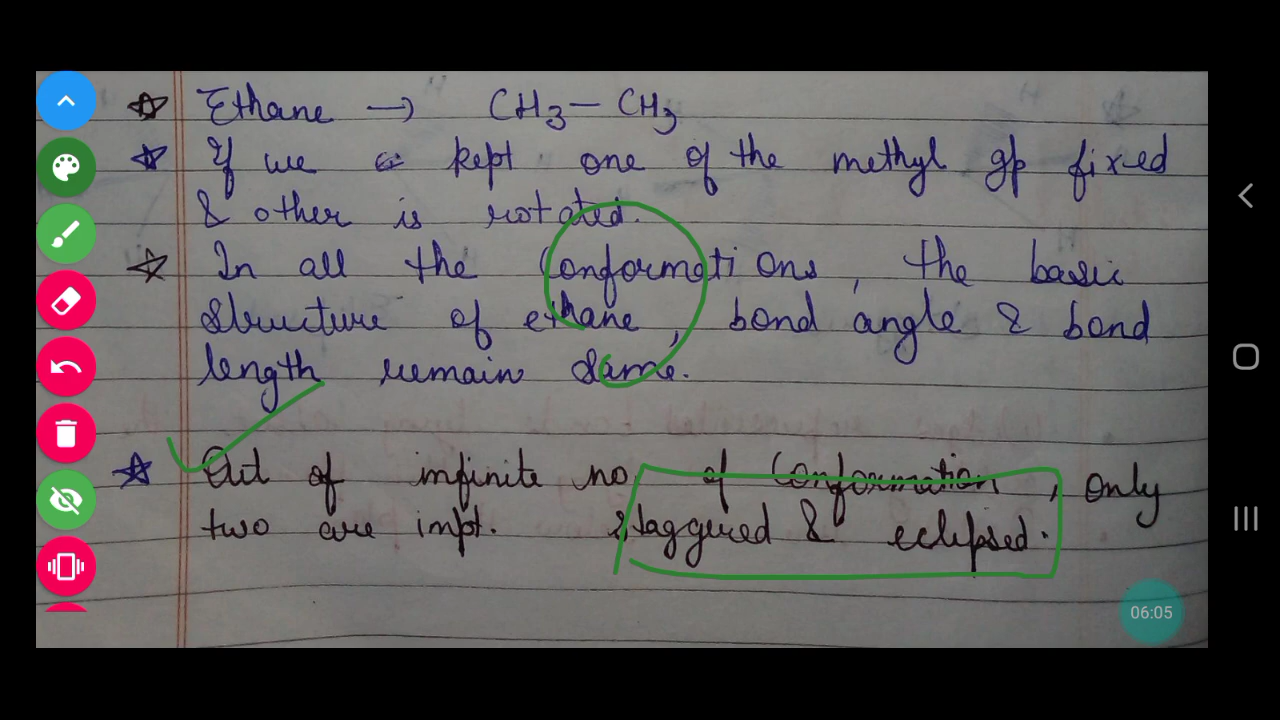 Ethane → CH3 – CH3
If we kept one of the methyl gp fixed
& other is rotated.
In all the Conformations, the basic
structure of ethane, bond angle & bond
length remain same.
Out of infinite no. of Conformation, only
two are impt. staggered & eclipsed.
06:05